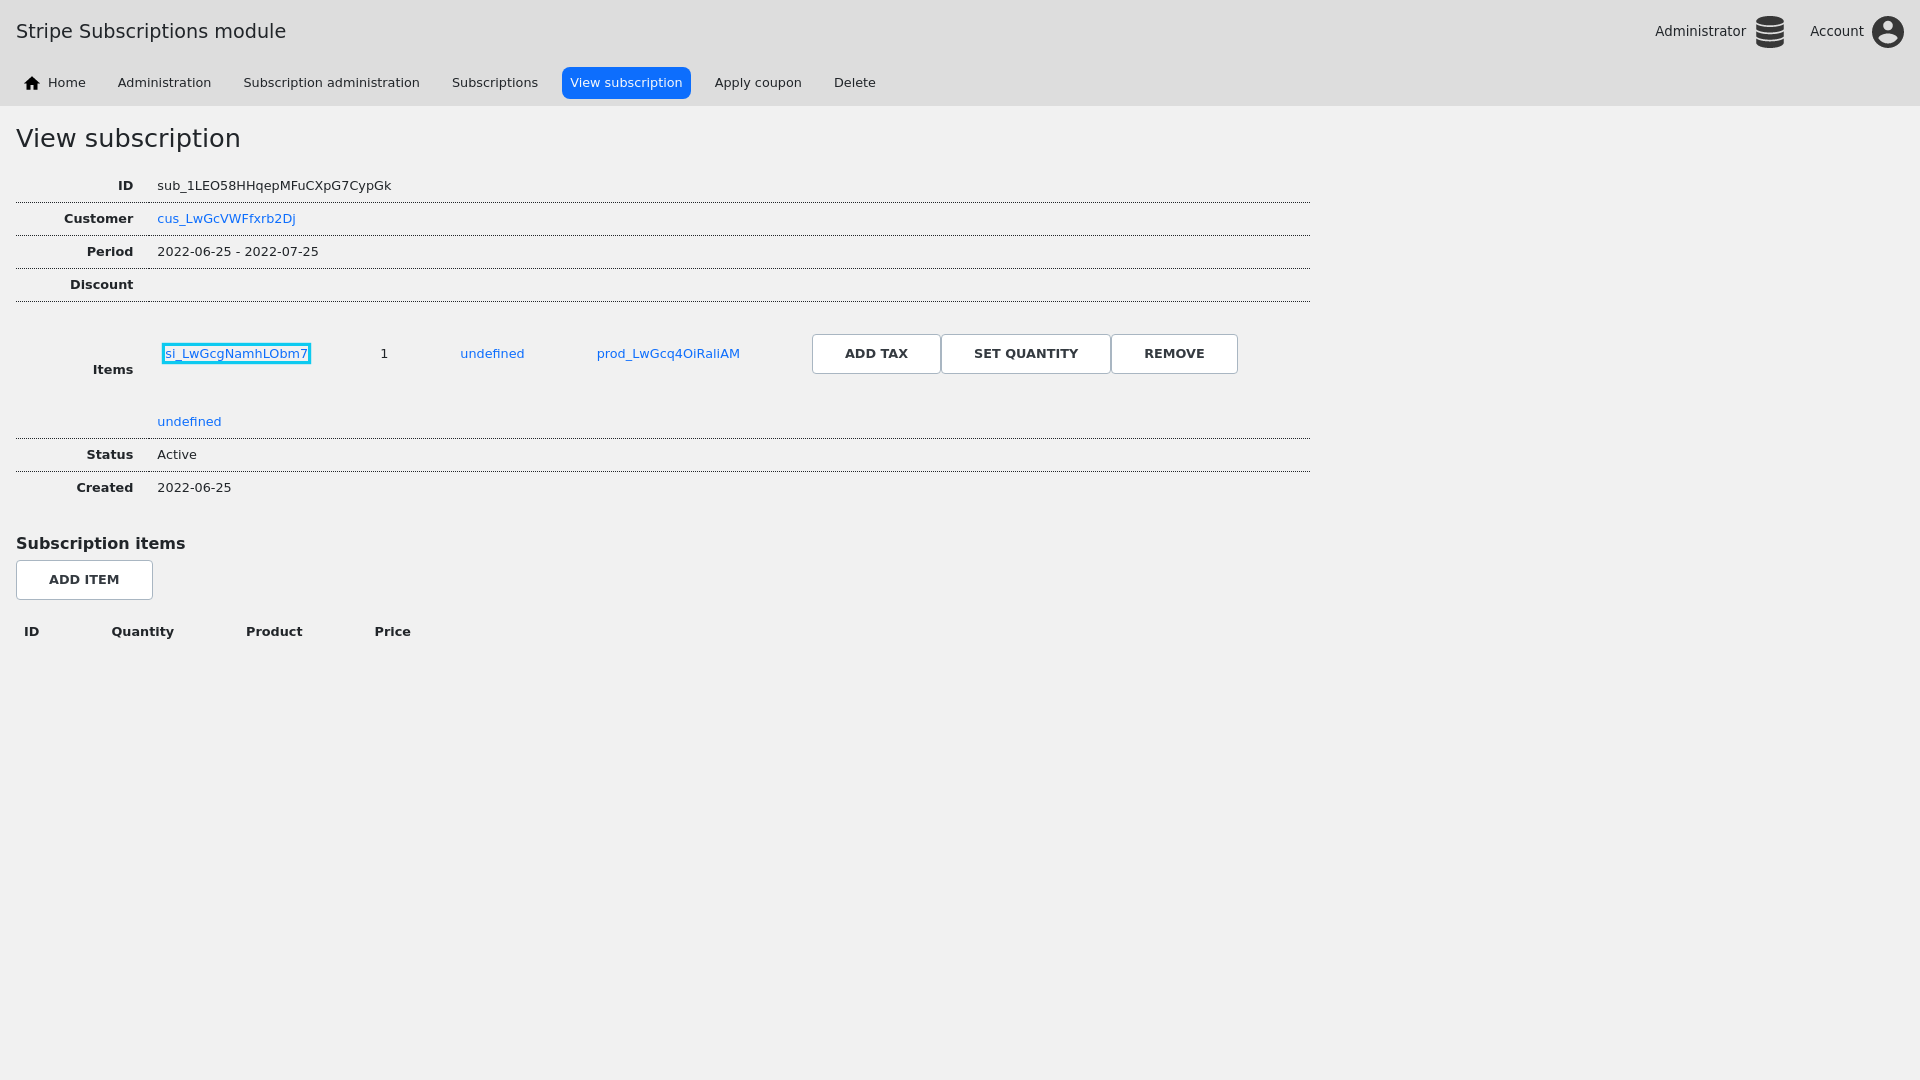 Stripe Subscriptions module
Administrator Account
Home Administration Subscription administration Subscriptions View subscription Apply coupon Delete
View subscription
ID sub_1LEO58HHqepMFuCXpG7CypGk
Customer cus_LwGcVWFfxrb2Dj
Period 2022-06-25 - 2022-07-25
Discount
Items si_LwGcgNamhLObm7 1 undefined prod_LwGcq4OiRaliAM ADD TAX SET QUANTITY REMOVE
undefined
Status Active
Created 2022-06-25
Subscription items
ADD ITEM
ID Quantity Product Price